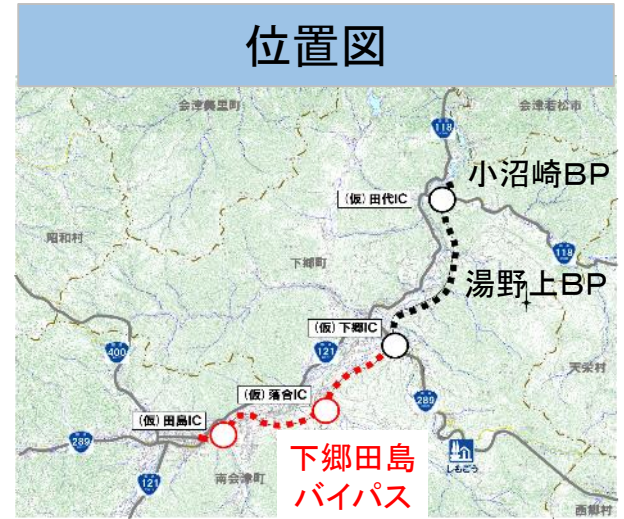 位置図
会津美里町
会津若松市
118
小沼崎BP
(仮)田代IC
昭和村
下郷町
118
湯野上BP
(仮)下郷IC
121
400
天栄村
(仮)落合IC
289
(仮)田島IC
289
下郷田島
バイパス
しもごう
121
南会津町
西郷村